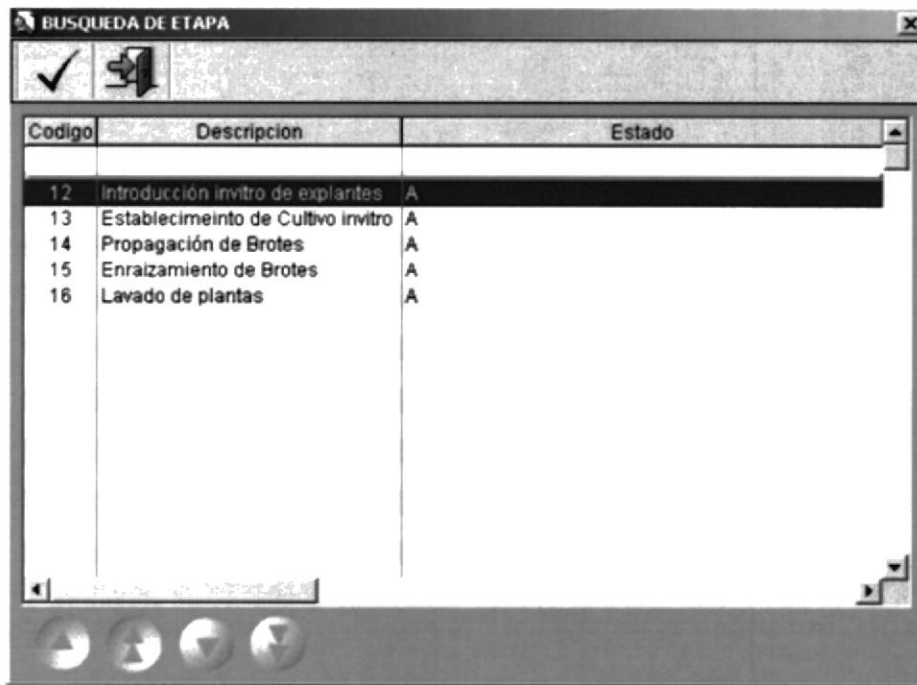 BUSQUEDA DE ETAPA
Codigo Descripcion Estado
12 Introducción invitro de explantes A
13 Establecimeinto de Cultivo invitro A
14 Propagación de Brotes A
15 Enraizamiento de Brotes A
16 Lavado de plantas A